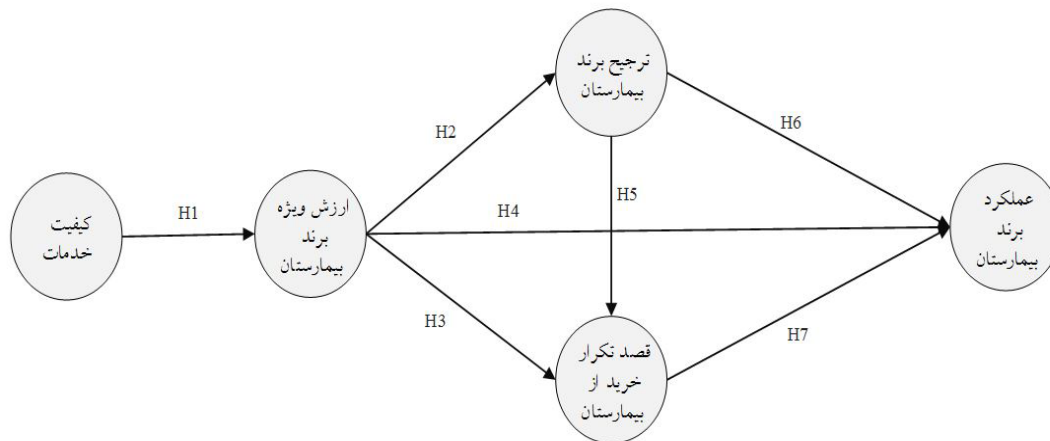 ترجیح برند
بیمارستان
H2
H6
کیفیت
خدمات
H1
ارزش ویژه
برند
بیمارستان
H4
H5
عملکرد
برند
بیمارستان
H3
H7
قصد تکرار
خرید از
بیمارستان